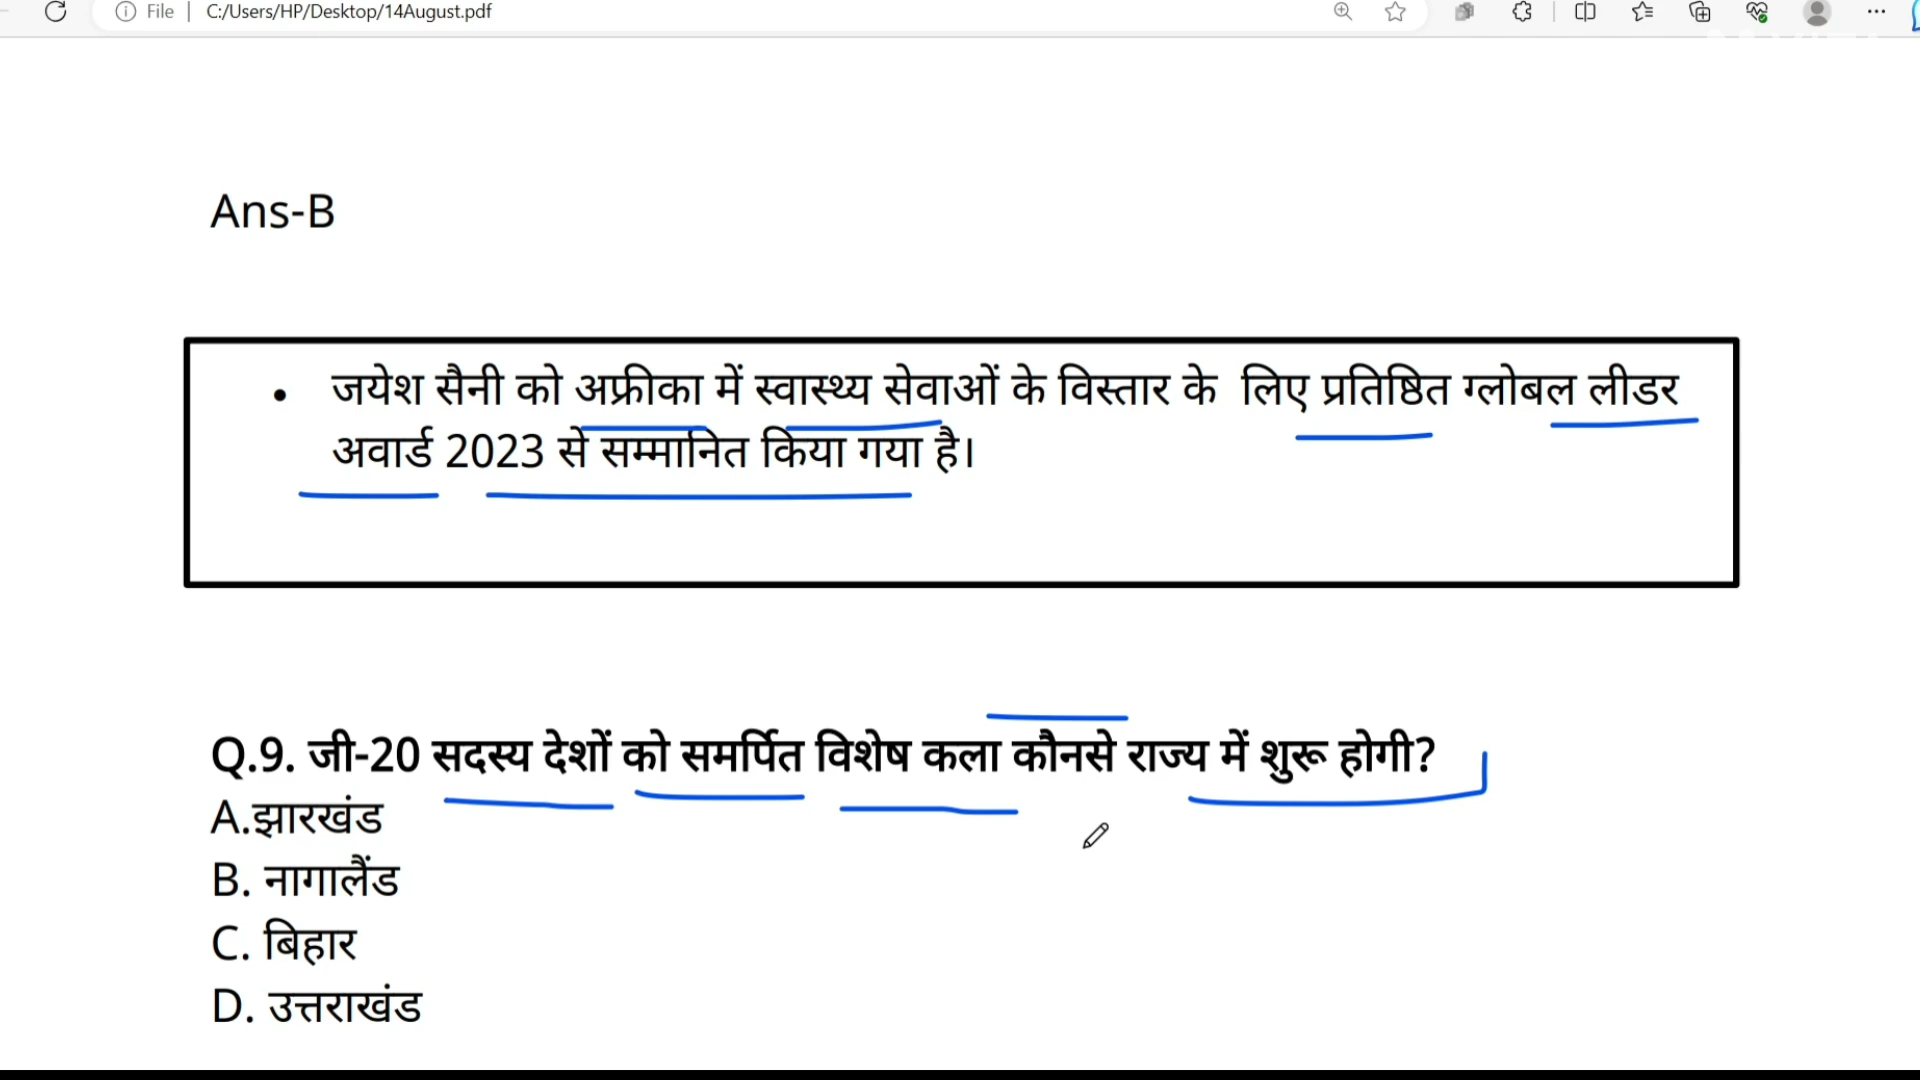 File | C:/Users/HP/Desktop/14August.pdf
Ans-B
• जयेश सैनी को अफ्रीका में स्वास्थ्य सेवाओं के विस्तार के लिए प्रतिष्ठित ग्लोबल लीडर
अवार्ड 2023 से सम्मानित किया गया है।
Q.9. जी-20 सदस्य देशों को समर्पित विशेष कला कौनसे राज्य में शुरू होगी?
A.झारखंड
B. नागालैंड
C. बिहार
D. उत्तराखंड